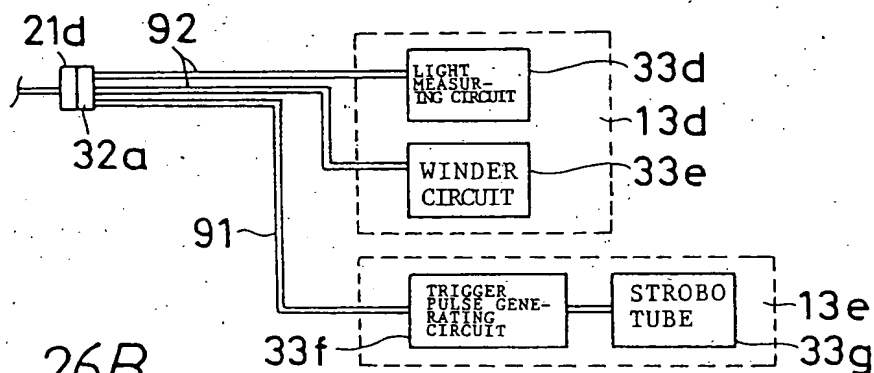 21d
92
LIGHT
MEASUR-
ING CIRCUIT
33d
13d
32a
WINDER
CIRCUIT
33e
91
TRIGGER
PULSE GENE-
RATING
CIRCUIT
STROBO
TUBE
13e
33f
33g
26B